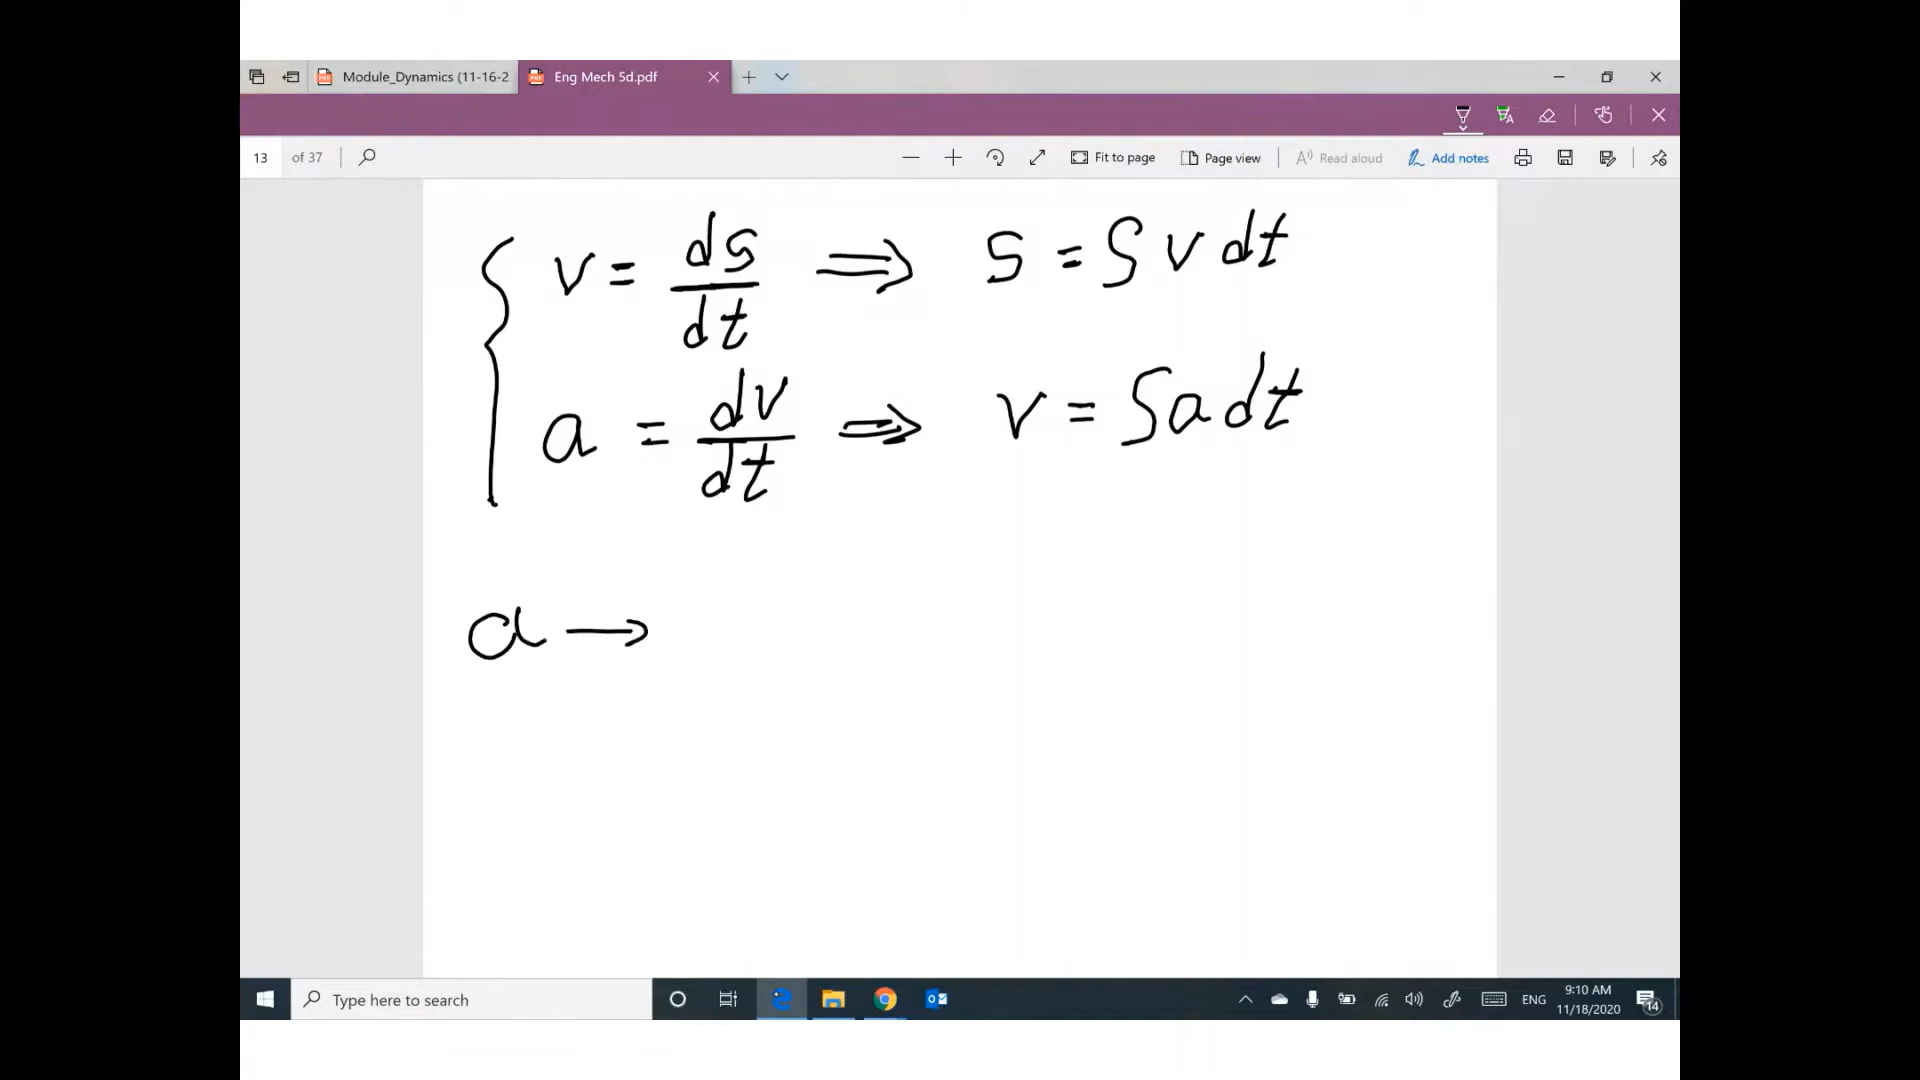 Module_Dynamics (11-16-2
Eng Mech 5d.pdf
13 of 37
Fit to page
Page view
Read aloud
Add notes
v = ds/dt ⟹ s = ∫ v dt
a = dv/dt ⟹ v = ∫ a dt
a →
Type here to search
ENG
9:10 AM
11/18/2020
14